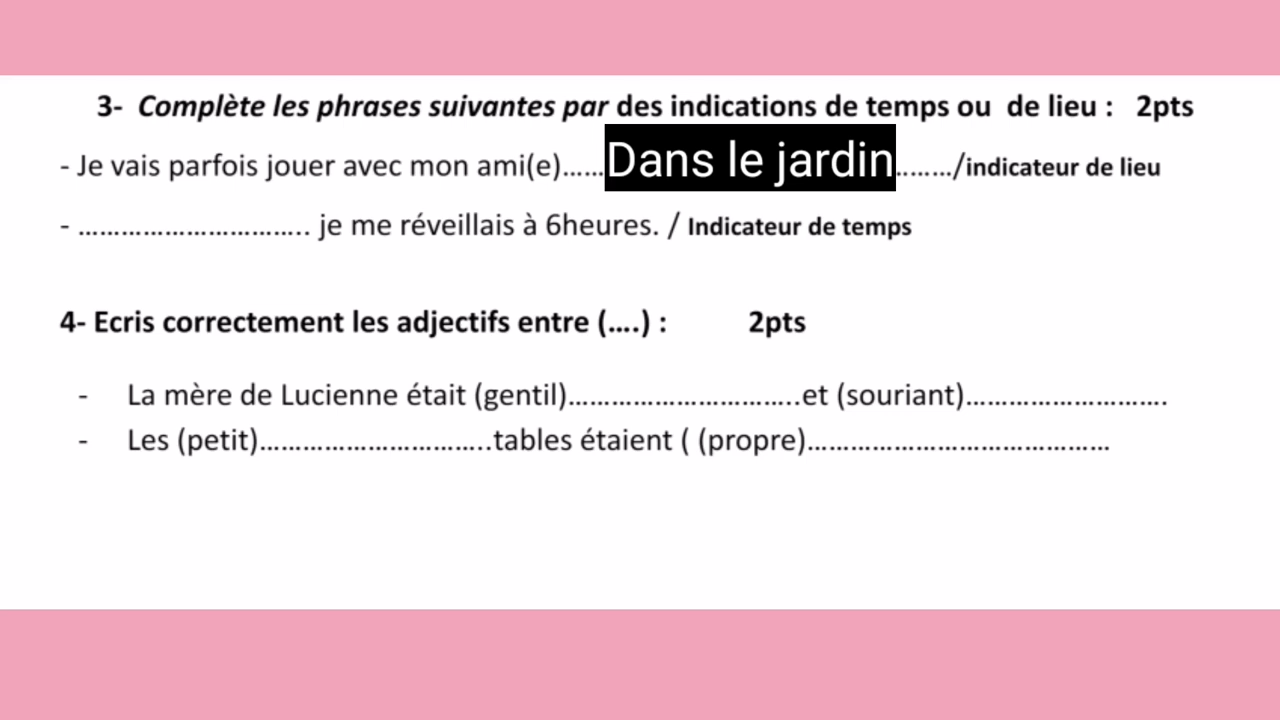 3- Complète les phrases suivantes par des indications de temps ou de lieu : 2pts
- Je vais parfois jouer avec mon ami(e)……Dans le jardin………/indicateur de lieu
- ………………………….. je me réveillais à 6heures. / Indicateur de temps
4- Ecris correctement les adjectifs entre (….) : 2pts
- La mère de Lucienne était (gentil)…………………………..et (souriant)……………………….
- Les (petit)…………………………..tables étaient ( (propre)……………………………………